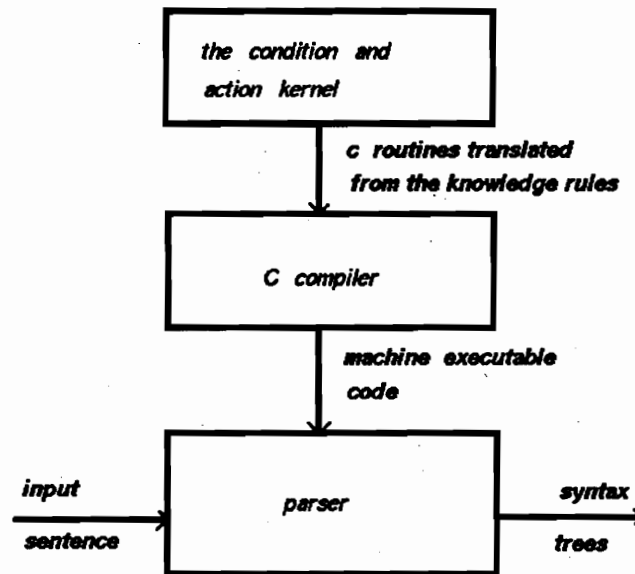 the condition and
action kernel
c routines translated
from the knowledge rules
C compiler
machine executable
code
input
sentence
parser
syntax
trees